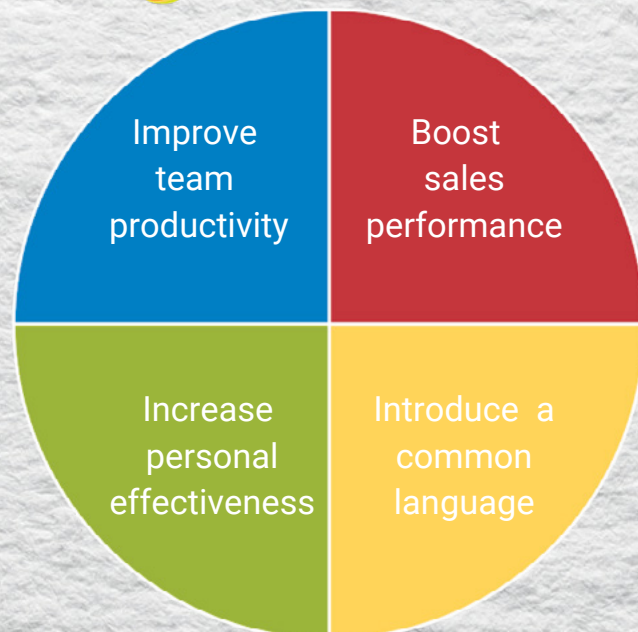 Improve
team
productivity
Boost
sales
performance
Increase
personal
effectiveness
Introduce a
common
language